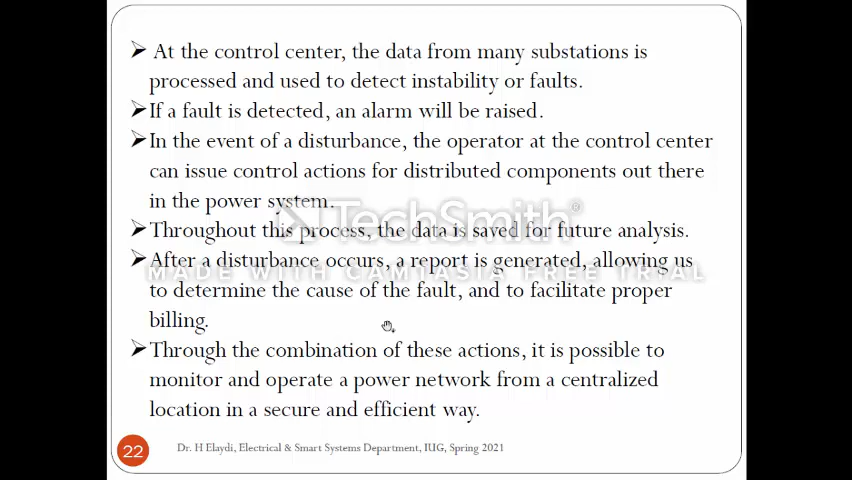 ➢ At the control center, the data from many substations is
processed and used to detect instability or faults.
➢ If a fault is detected, an alarm will be raised.
➢ In the event of a disturbance, the operator at the control center
can issue control actions for distributed components out there
in the power system.
TechSmith®
➢ Throughout this process, the data is saved for future analysis.
➢ After a disturbance occurs, a report is generated, allowing us
MADE WITH CAMTASIA FREE TRIAL
to determine the cause of the fault, and to facilitate proper
billing.
➢ Through the combination of these actions, it is possible to
monitor and operate a power network from a centralized
location in a secure and efficient way.
22
Dr. H Elaydi, Electrical & Smart Systems Department, IUG, Spring 2021